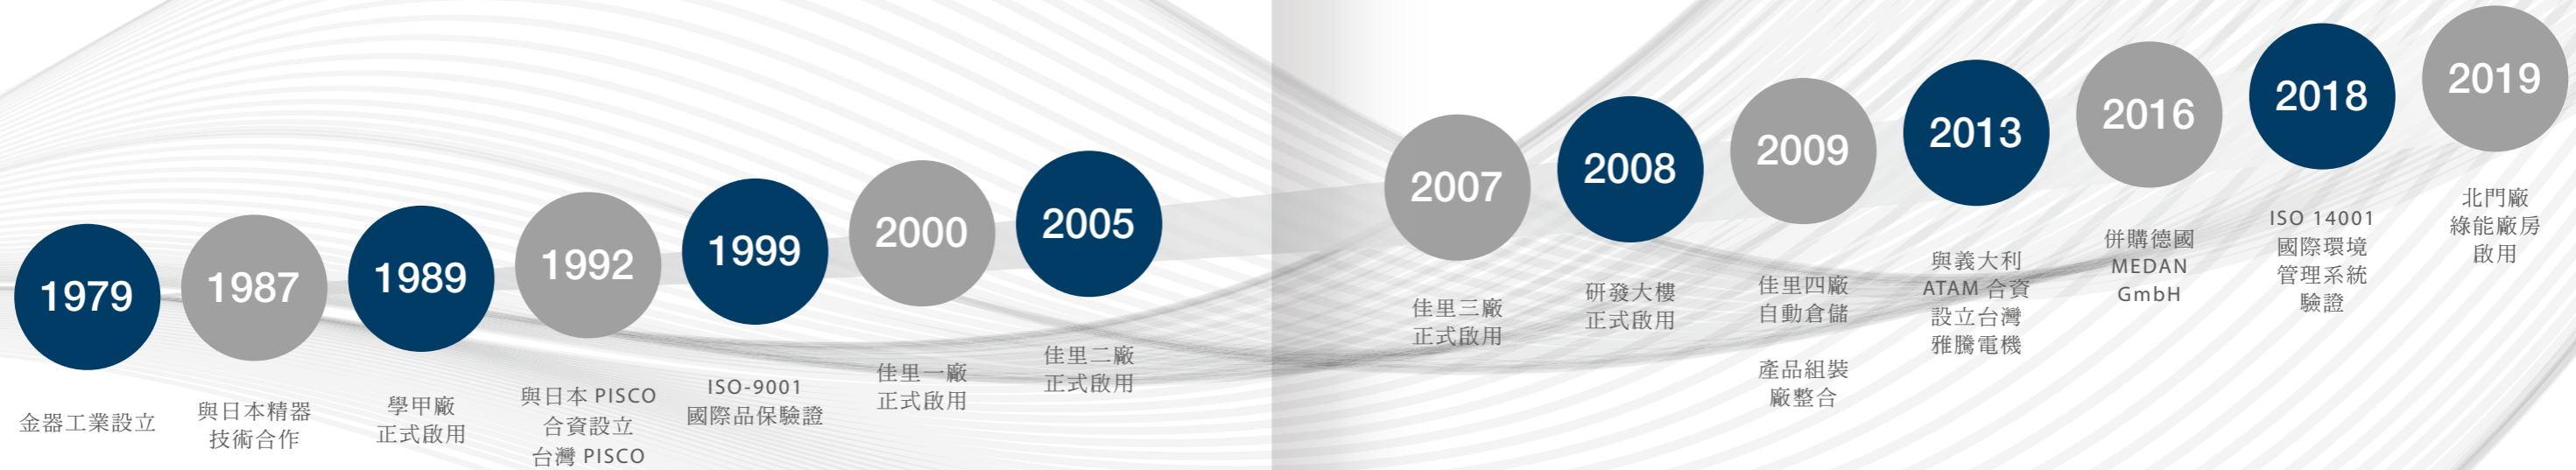 1979
金器工業設立
1987
與日本精器
技術合作
1989
學甲廠
正式啟用
1992
與日本 PISCO
合資設立
台灣 PISCO
1999
ISO-9001
國際品保驗證
2000
佳里一廠
正式啟用
2005
佳里二廠
正式啟用
2007
佳里三廠
正式啟用
2008
研發大樓
正式啟用
2009
佳里四廠
自動倉儲
產品組裝
廠整合
2013
與義大利
ATAM 合資
設立台灣
雅騰電機
2016
併購德國
MEDAN
GmbH
2018
ISO 14001
國際環境
管理系統
驗證
2019
北門廠
綠能廠房
啟用